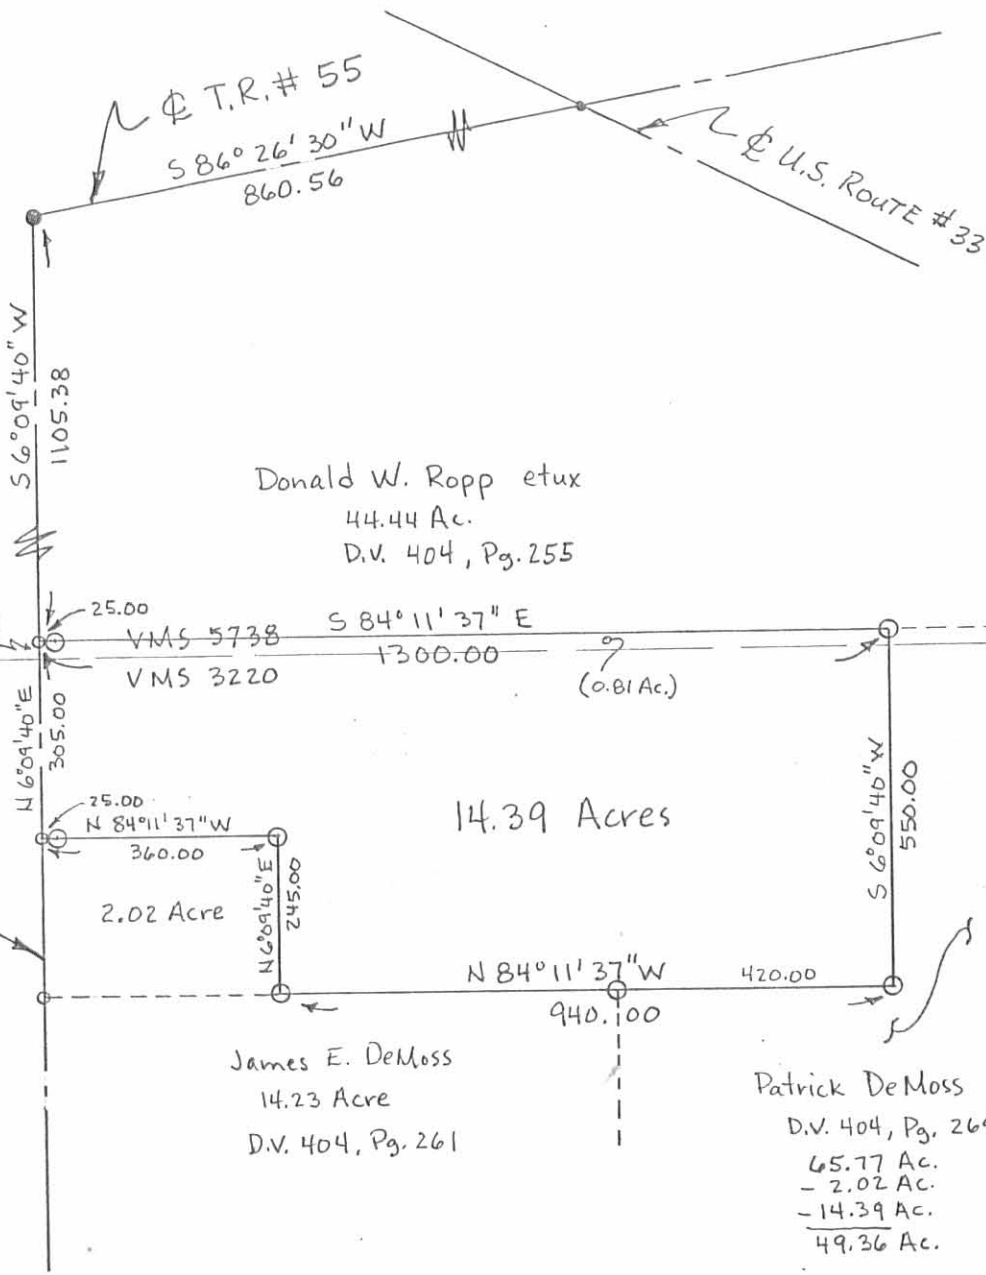 ℄ T.R. # 55
S 86° 26' 30" W
860.56
℄ U.S. ROUTE #33
S 6° 09' 40" W
1105.38
Donald W. Ropp etux
44.44 Ac.
D.V. 404, Pg. 255
25.00
VMS 5738
S 84° 11' 37" E
1300.00
VMS 3220
(0.81 Ac.)
N 6° 09' 40" E
305.00
25.00
N 84° 11' 37" W
360.00
14.39 Acres
S 6° 09' 40" W
550.00
2.02 Acre
N 6° 09' 40" E
245.00
N 84° 11' 37" W
420.00
940.00
James E. DeMoss
14.23 Acre
D.V. 404, Pg. 261
Patrick DeMoss
D.V. 404, Pg.
65.77 Ac.
- 2.02 Ac.
- 14.39 Ac.
49.36 Ac.